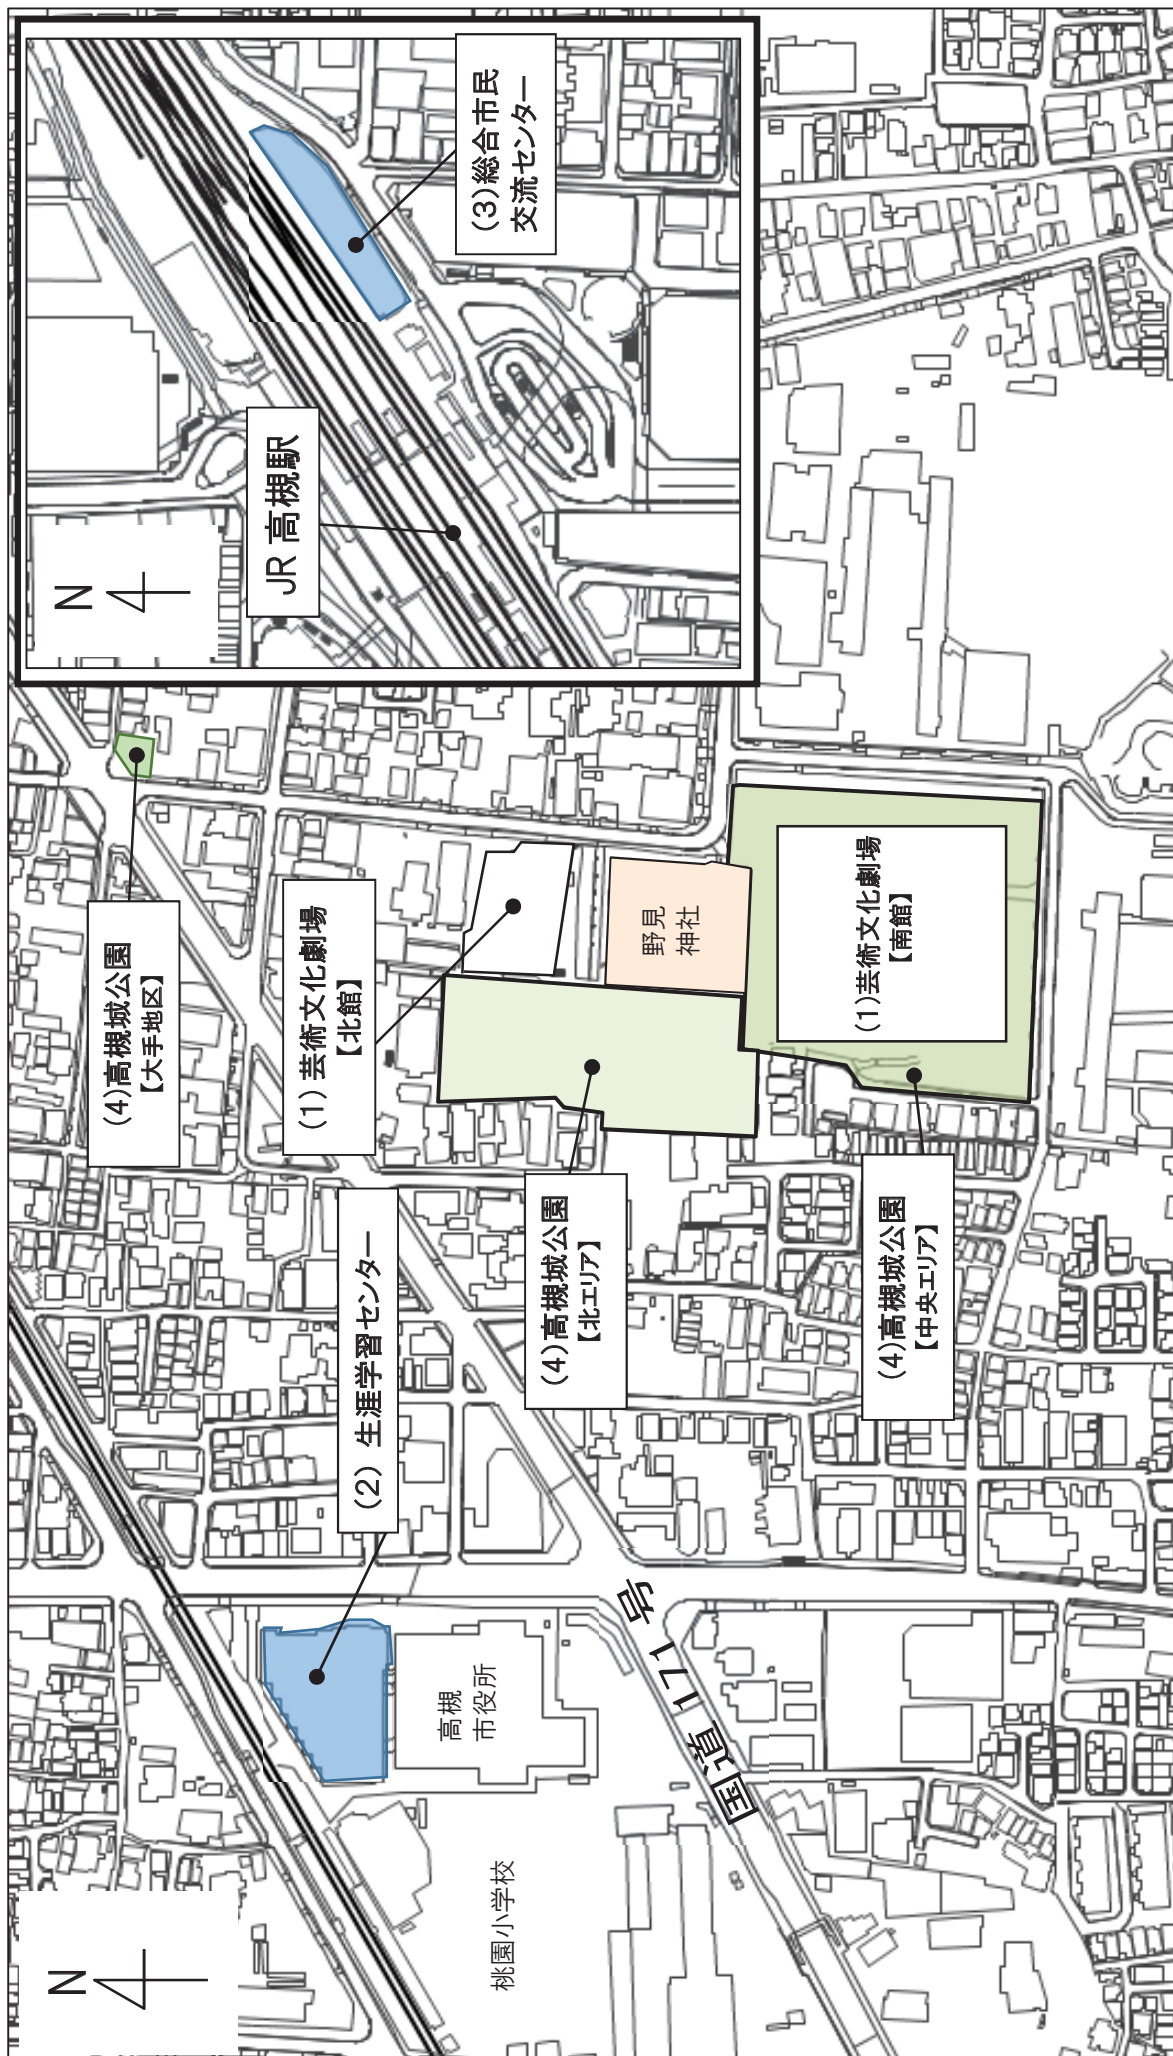 N
桃園小学校
高槻
市役所
国道 171 号
(2) 生涯学習センター
(4)高槻城公園
【大手地区】
(1) 芸術文化劇場
【北館】
(4)高槻城公園
【北エリア】
(4)高槻城公園
【中央エリア】
野見
神社
(1)芸術文化劇場
【南館】
N
JR 高槻駅
(3)総合市民
交流センター